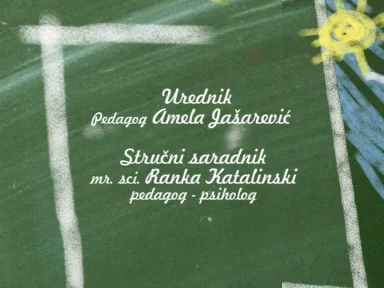 Urednik
Pedagog Amela Jašarević
Stručni saradnik
mr. sci. Ranka Katalinski
pedagog - psiholog